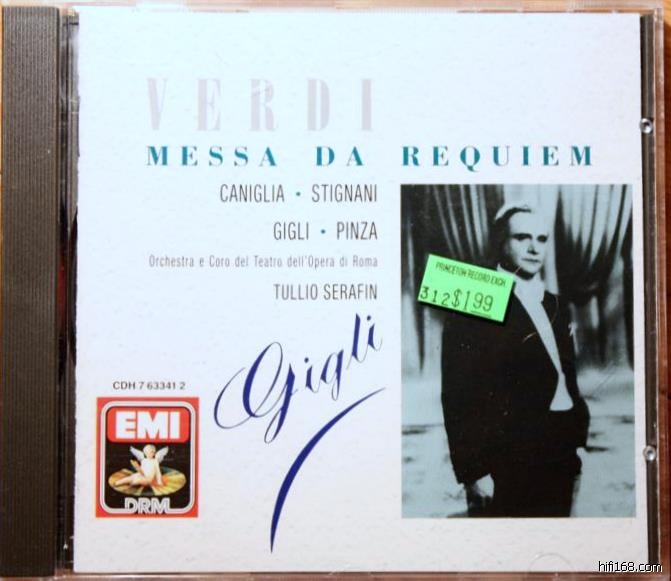 VERDI
MESSA DA REQUIEM
CANIGLIA • STIGNANI
GIGLI • PINZA
Orchestra e Coro del Teatro dell'Opera di Roma
TULLIO SERAFIN
PRINCETON RECORD EXCH
312$1.99
Gigli
CDH 7 63341 2
EMI
DRM
hifi168.com